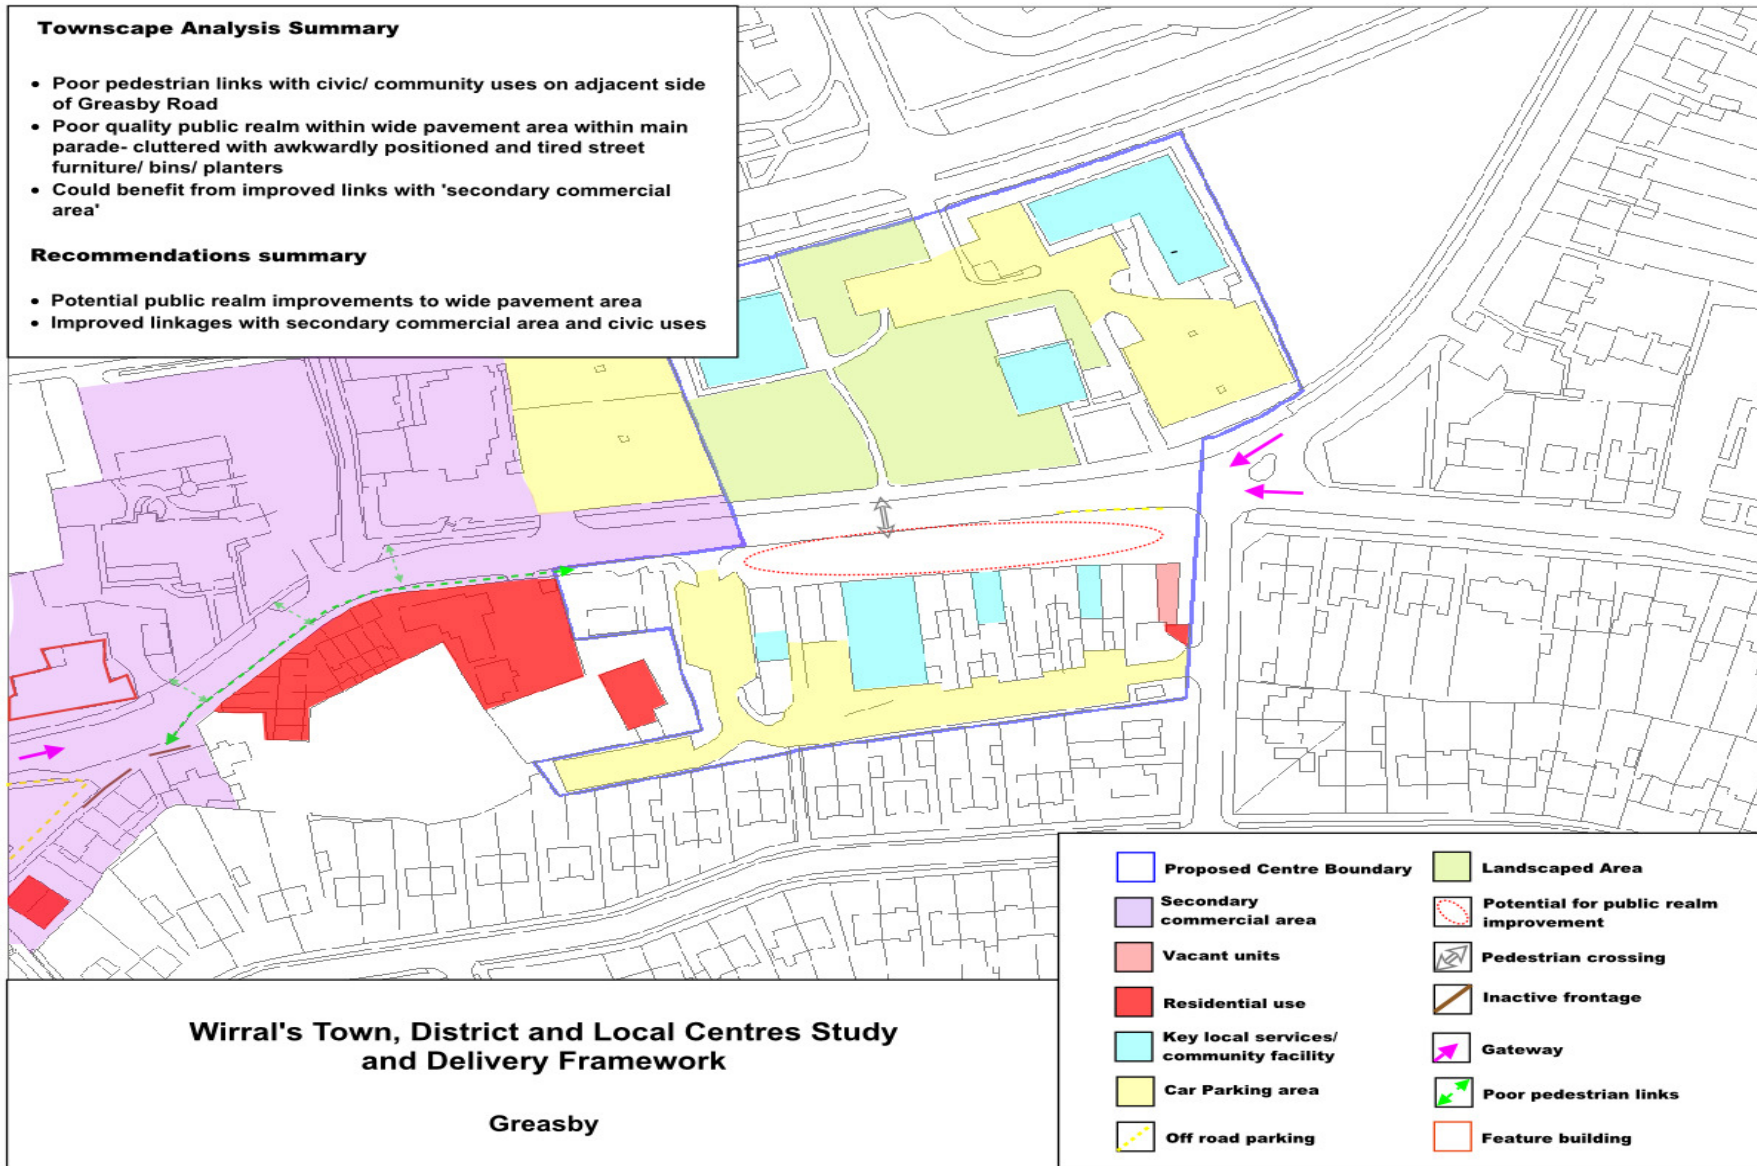 Townscape Analysis Summary
• Poor pedestrian links with civic/ community uses on adjacent side
of Greasby Road
• Poor quality public realm within wide pavement area within main
parade- cluttered with awkwardly positioned and tired street
furniture/ bins/ planters
• Could benefit from improved links with 'secondary commercial
area'
Recommendations summary
• Potential public realm improvements to wide pavement area
• Improved linkages with secondary commercial area and civic uses
Proposed Centre Boundary
Secondary
commercial area
Vacant units
Residential use
Key local services/
community facility
Car Parking area
Off road parking
Landscaped Area
Potential for public realm
improvement
Pedestrian crossing
Inactive frontage
Gateway
Poor pedestrian links
Feature building
Wirral's Town, District and Local Centres Study
and Delivery Framework
Greasby